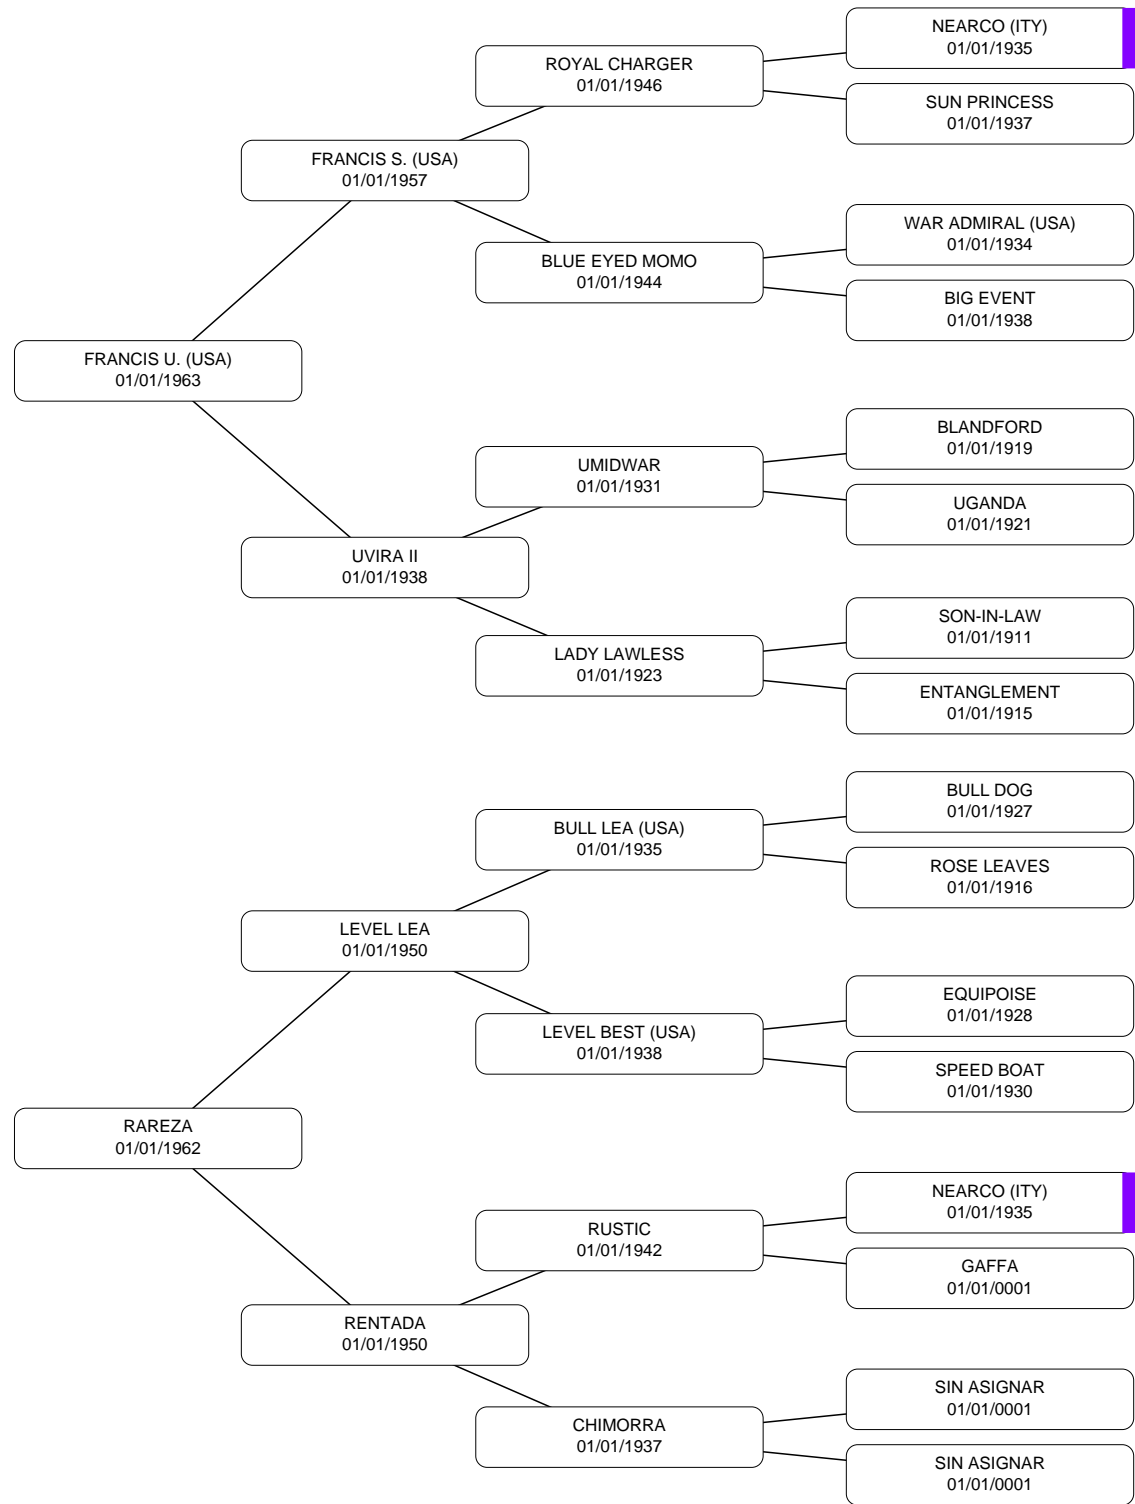 NEARCO (ITY)
01/01/1935
ROYAL CHARGER
01/01/1946
SUN PRINCESS
01/01/1937
FRANCIS S. (USA)
01/01/1957
WAR ADMIRAL (USA)
01/01/1934
BLUE EYED MOMO
01/01/1944
BIG EVENT
01/01/1938
FRANCIS U. (USA)
01/01/1963
BLANDFORD
01/01/1919
UMIDWAR
01/01/1931
UGANDA
01/01/1921
UVIRA II
01/01/1938
SON-IN-LAW
01/01/1911
LADY LAWLESS
01/01/1923
ENTANGLEMENT
01/01/1915
BULL DOG
01/01/1927
BULL LEA (USA)
01/01/1935
ROSE LEAVES
01/01/1916
LEVEL LEA
01/01/1950
EQUIPOISE
01/01/1928
LEVEL BEST (USA)
01/01/1938
SPEED BOAT
01/01/1930
RAREZA
01/01/1962
NEARCO (ITY)
01/01/1935
RUSTIC
01/01/1942
GAFFA
01/01/0001
RENTADA
01/01/1950
SIN ASIGNAR
01/01/0001
CHIMORRA
01/01/1937
SIN ASIGNAR
01/01/0001